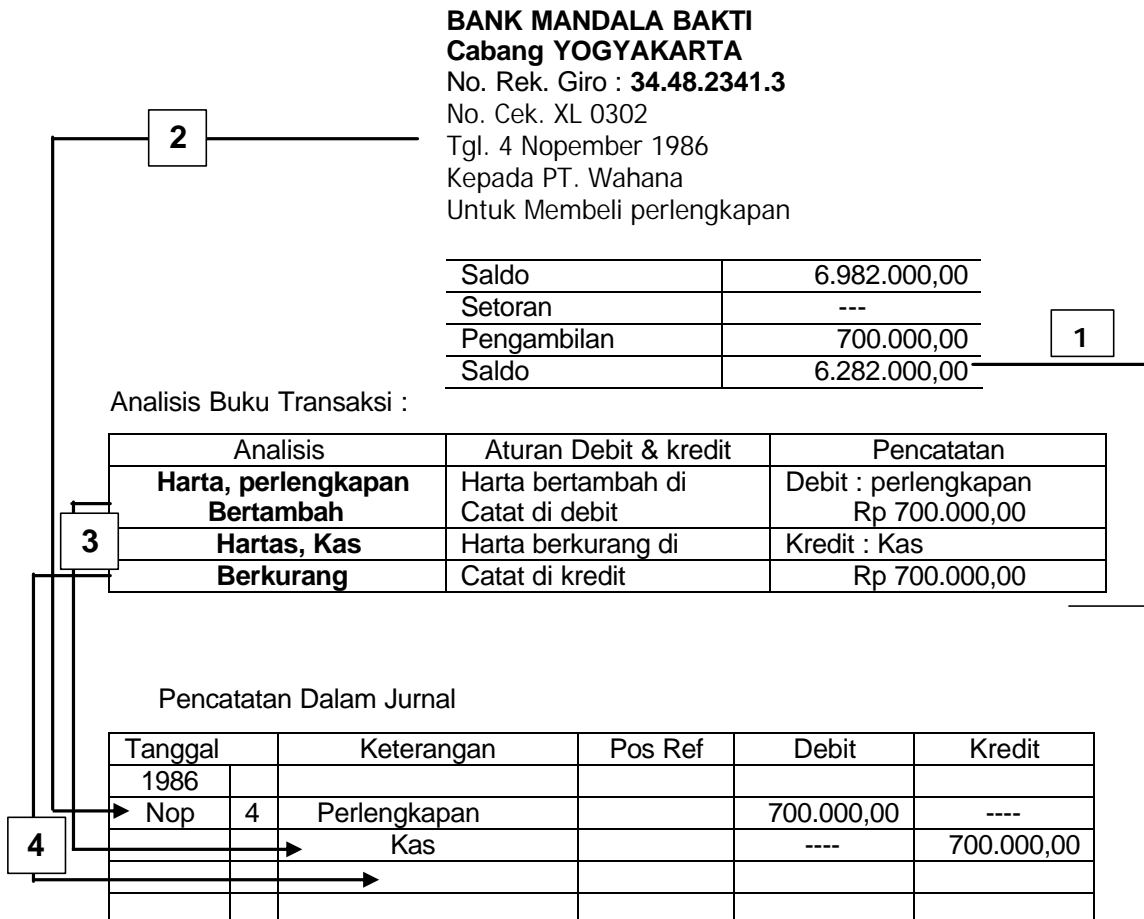 BANK MANDALA BAKTI
Cabang YOGYAKARTA
No. Rek. Giro : 34.48.2341.3
No. Cek. XL 0302
2
Tgl. 4 Nopember 1986
Kepada PT. Wahana
Untuk Membeli perlengkapan
Saldo 6.982.000,00
Setoran ---
Pengambilan 700.000,00 1
Saldo 6.282.000,00
Analisis Buku Transaksi :
Analisis Aturan Debit & kredit Pencatatan
Harta, perlengkapan Harta bertambah di Debit : perlengkapan
Bertambah Catat di debit Rp 700.000,00
3 Hartas, Kas Harta berkurang di Kredit : Kas
Berkurang Catat di kredit Rp 700.000,00
Pencatatan Dalam Jurnal
Tanggal Keterangan Pos Ref Debit Kredit
1986
Nop 4 Perlengkapan 700.000,00 ----
4 Kas ---- 700.000,00